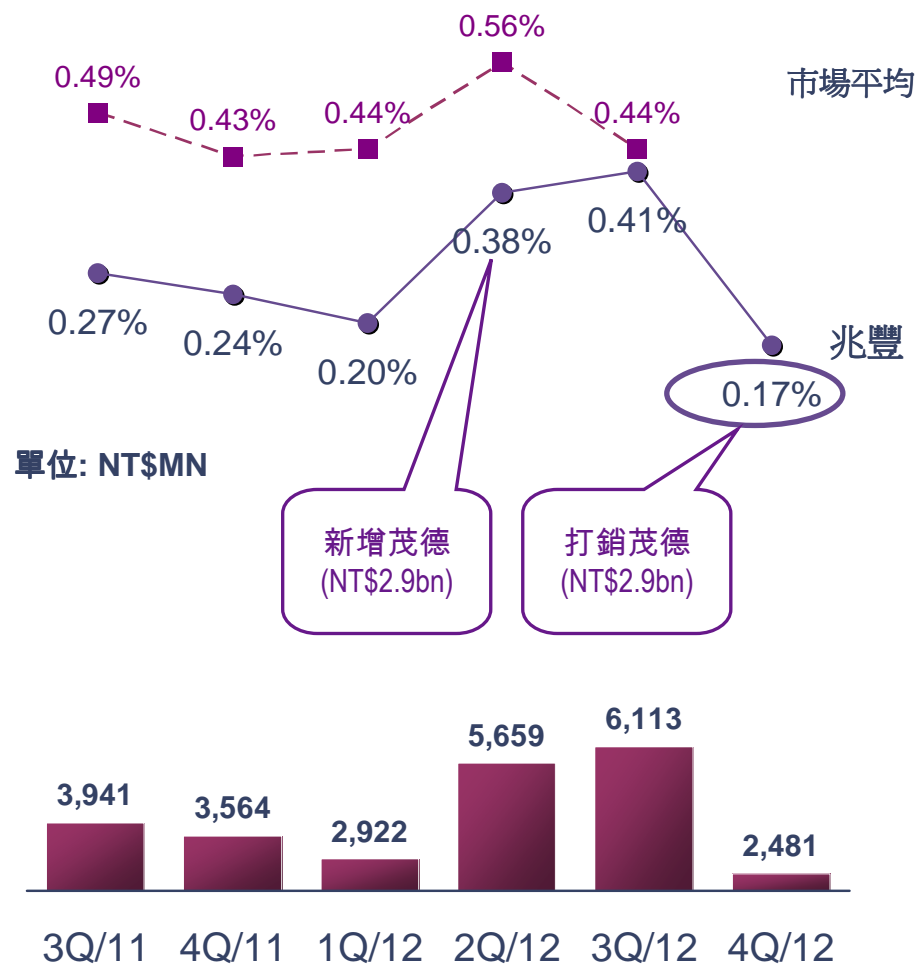 0.56%
0.49%
市場平均
0.43%
0.44%
0.44%
0.38%
0.41%
0.27%
0.24%
0.20%
兆豐
0.17%
單位: NT$MN
新增茂德
(NT$2.9bn)
打銷茂德
(NT$2.9bn)
3,941
3,564
2,922
5,659
6,113
2,481
3Q/11 4Q/11 1Q/12 2Q/12 3Q/12 4Q/12